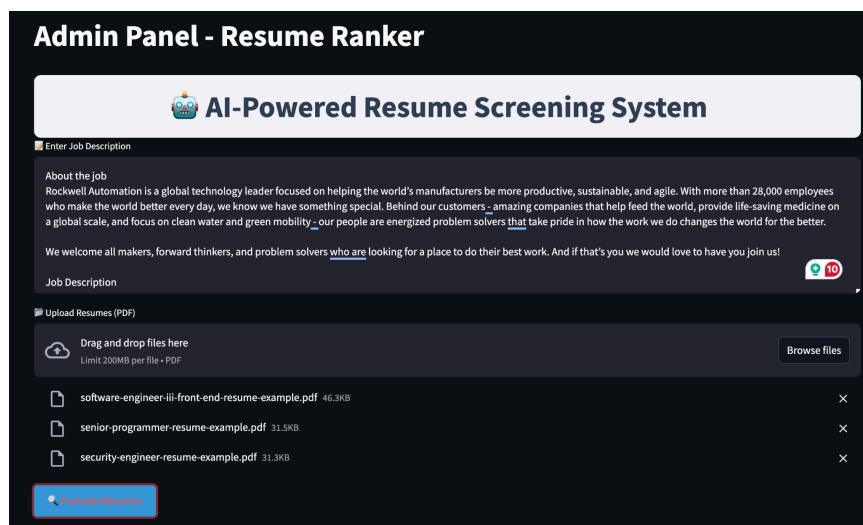 Admin Panel - Resume Ranker
🤖 AI-Powered Resume Screening System
📝 Enter Job Description
About the job
Rockwell Automation is a global technology leader focused on helping the world's manufacturers be more productive, sustainable, and agile. With more than 28,000 employees
who make the world better every day, we know we have something special. Behind our customers - amazing companies that help feed the world, provide life-saving medicine on
a global scale, and focus on clean water and green mobility - our people are energized problem solvers that take pride in how the work we do changes the world for the better.
We welcome all makers, forward thinkers, and problem solvers who are looking for a place to do their best work. And if that's you we would love to have you join us!
10
Job Description
📂 Upload Resumes (PDF)
Drag and drop files here
Limit 200MB per file • PDF
Browse files
software-engineer-iii-front-end-resume-example.pdf 46.3KB
senior-programmer-resume-example.pdf 31.5KB
security-engineer-resume-example.pdf 31.3KB
🔍 Evaluate Resumes